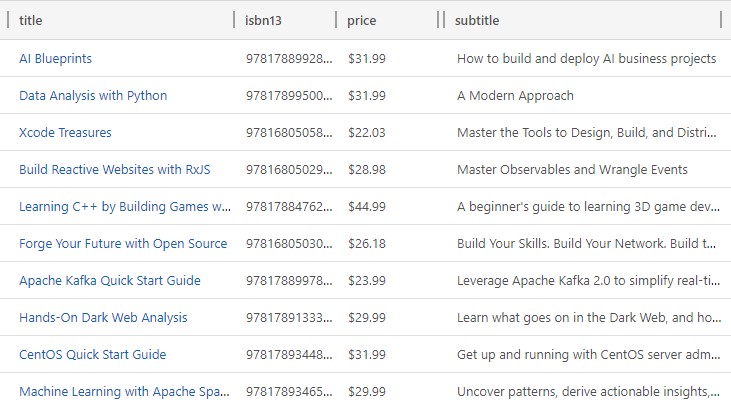 title isbn13 price subtitle
AI Blueprints 97817889928... $31.99 How to build and deploy AI business projects
Data Analysis with Python 97817899500... $31.99 A Modern Approach
Xcode Treasures 97816805058... $22.03 Master the Tools to Design, Build, and Distri...
Build Reactive Websites with RxJS 97816805029... $28.98 Master Observables and Wrangle Events
Learning C++ by Building Games w... 97817884762... $44.99 A beginner's guide to learning 3D game dev...
Forge Your Future with Open Source 97816805030... $26.18 Build Your Skills. Build Your Network. Build t...
Apache Kafka Quick Start Guide 97817889978... $23.99 Leverage Apache Kafka 2.0 to simplify real-ti...
Hands-On Dark Web Analysis 97817891333... $29.99 Learn what goes on in the Dark Web, and ho...
CentOS Quick Start Guide 97817893448... $31.99 Get up and running with CentOS server adm...
Machine Learning with Apache Spa... 97817893465... $29.99 Uncover patterns, derive actionable insights,...